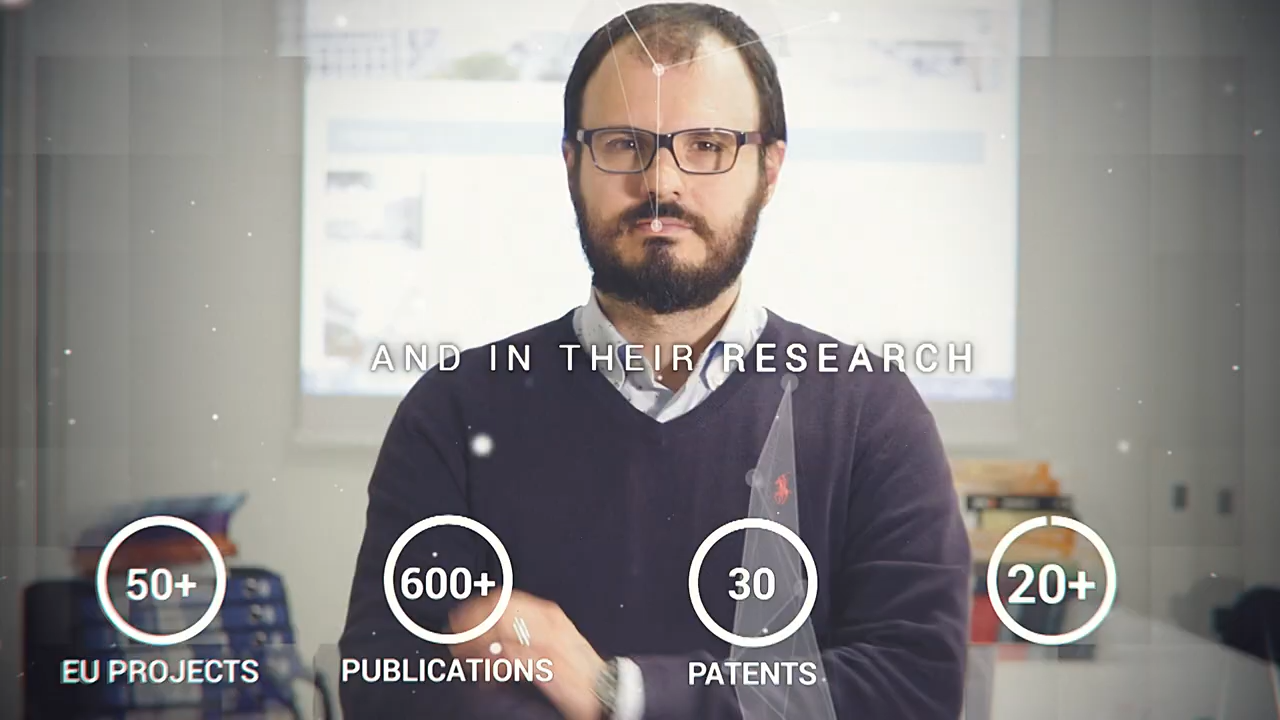 AND IN THEIR RESEARCH
50+ 600+ 30 20+
EU PROJECTS PUBLICATIONS PATENTS